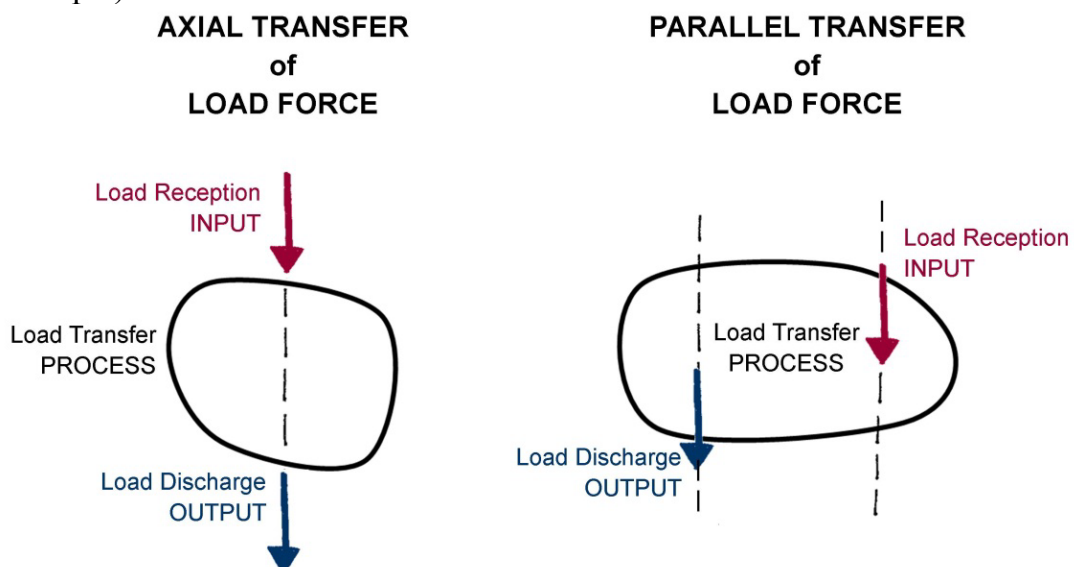 AXIAL TRANSFER
of
LOAD FORCE
Load Reception
INPUT
Load Transfer
PROCESS
Load Discharge
OUTPUT
PARALLEL TRANSFER
of
LOAD FORCE
Load Reception
INPUT
Load Transfer
PROCESS
Load Discharge
OUTPUT